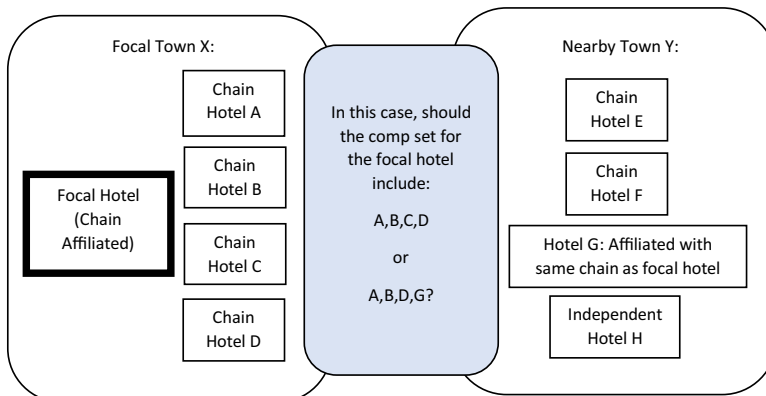 Focal Town X:
Chain
Hotel A
Chain
Hotel B
Focal Hotel
(Chain
Affiliated)
Chain
Hotel C
Chain
Hotel D
In this case, should
the comp set for
the focal hotel
include:
A,B,C,D
or
A,B,D,G?
Nearby Town Y:
Chain
Hotel E
Chain
Hotel F
Hotel G: Affiliated with
same chain as focal hotel
Independent
Hotel H